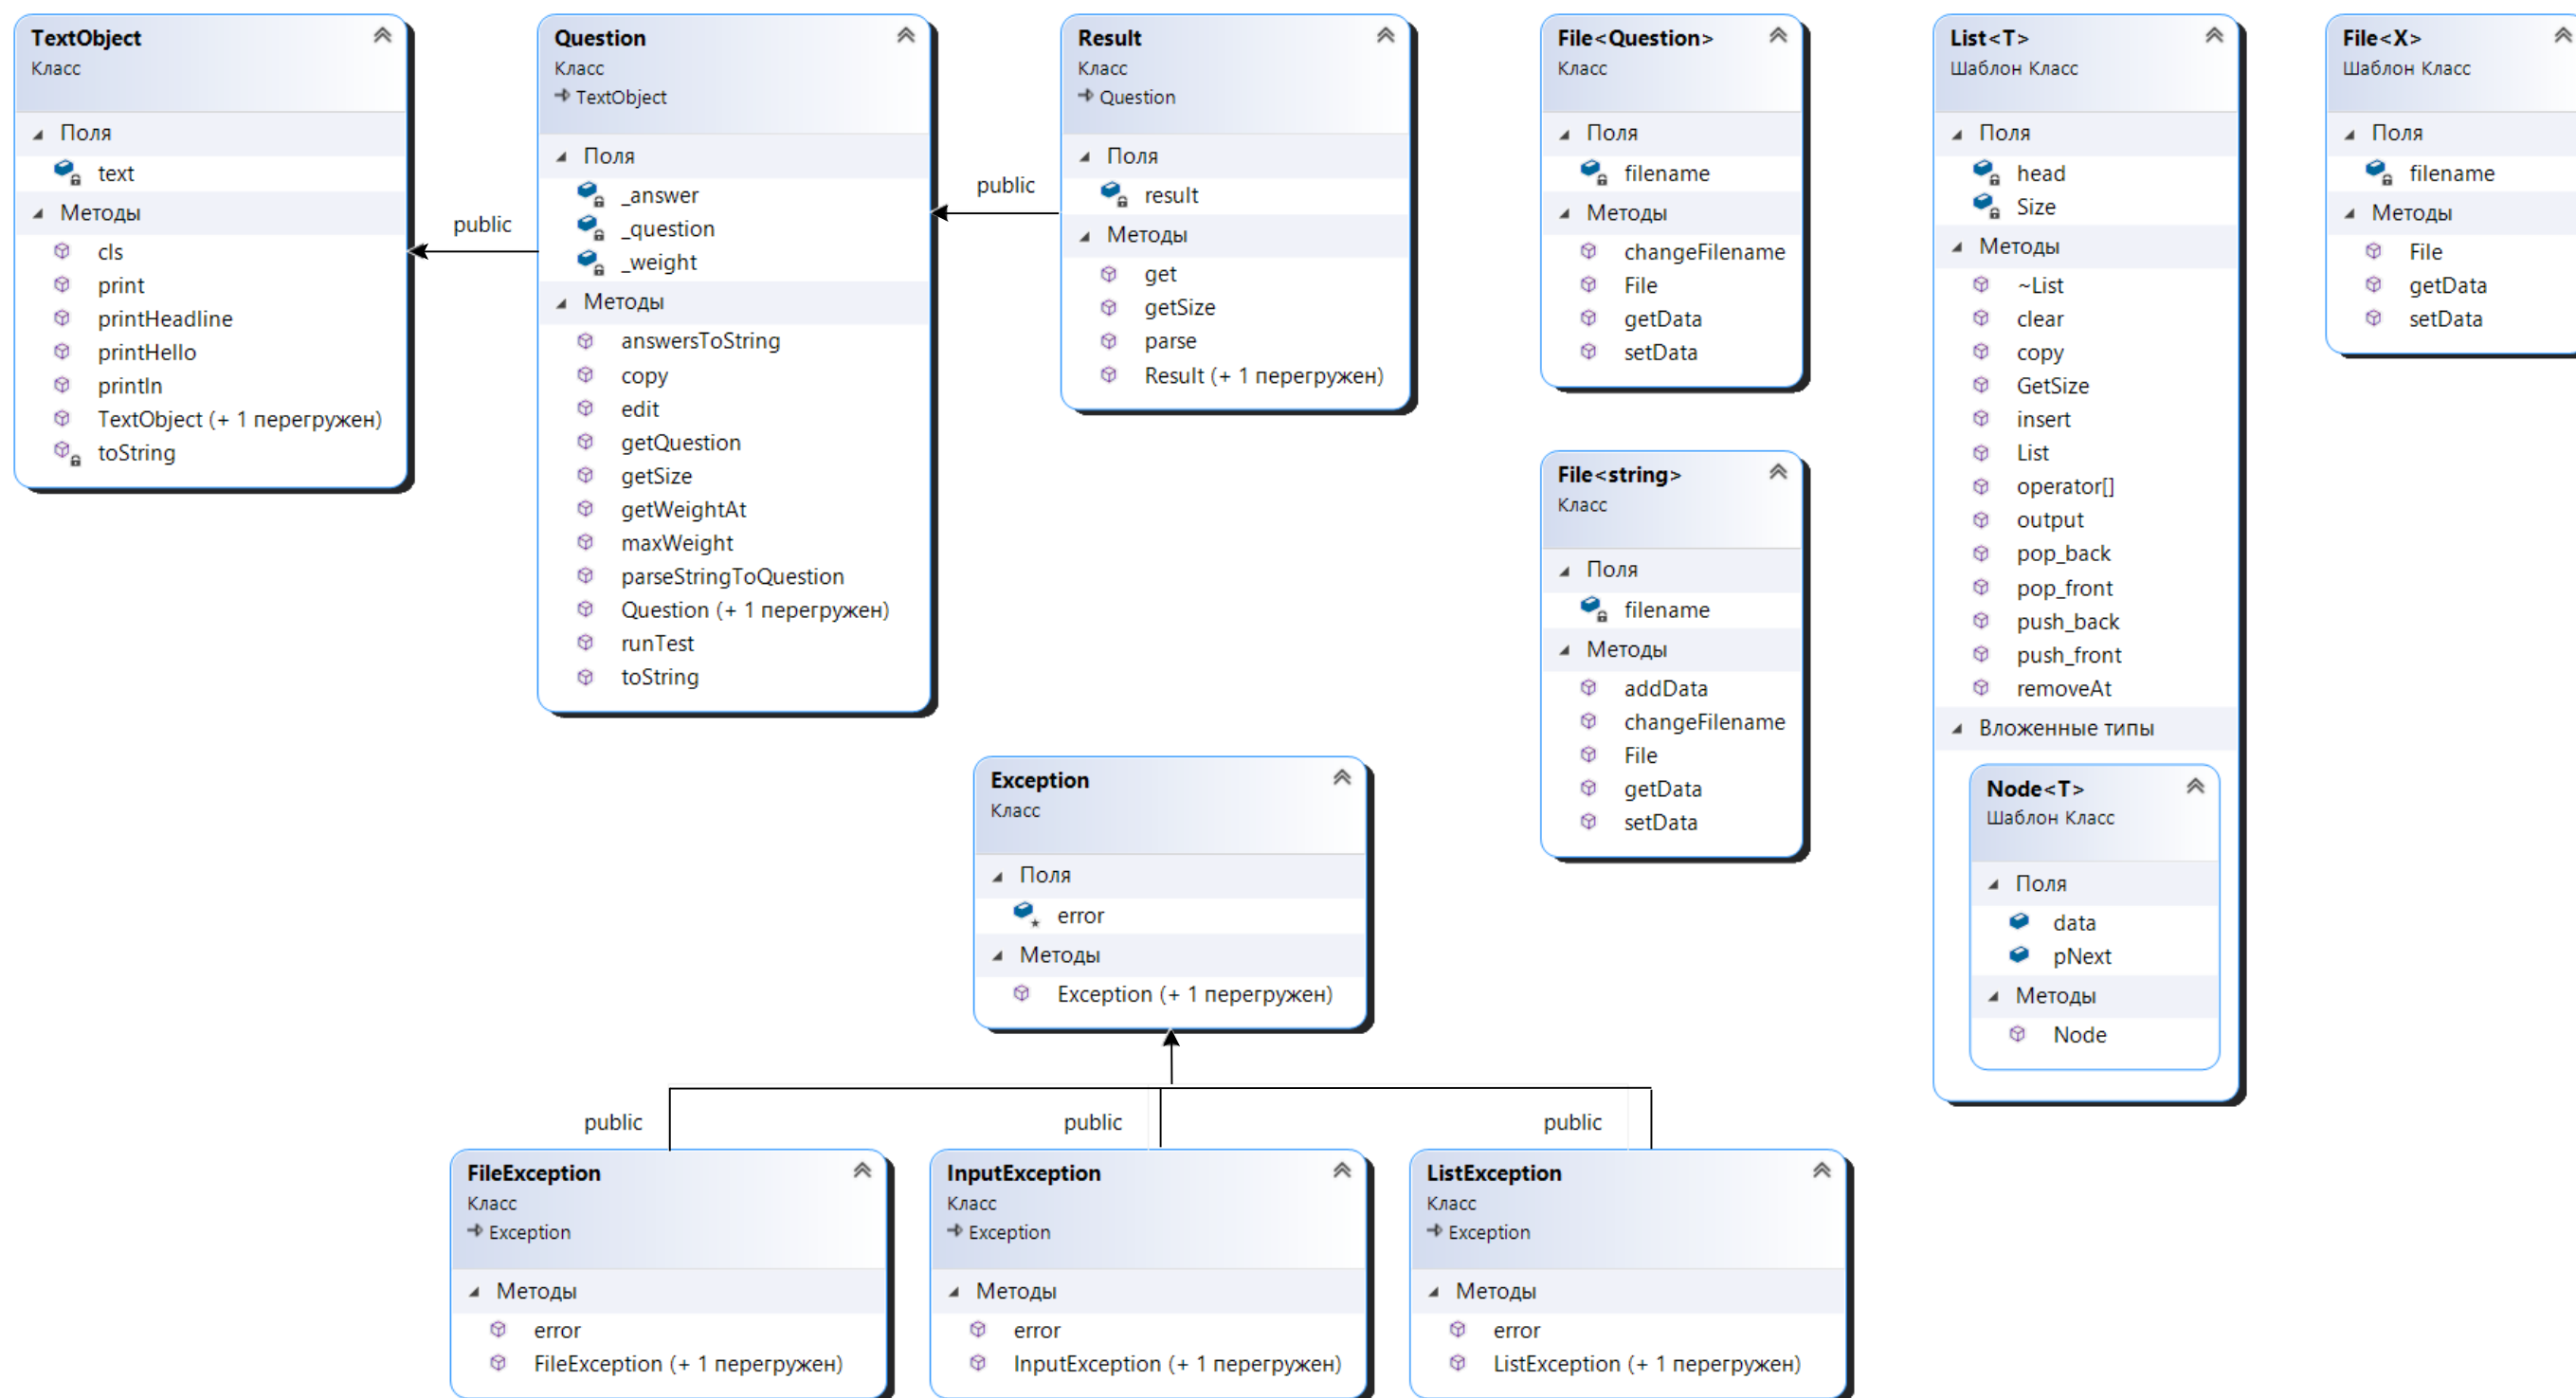 TextObject
Класс
Поля
text
Методы
cls
print
printHeadline
printHello
println
TextObject (+ 1 перегружен)
toString
public
Question
Класс
TextObject
Поля
_answer
_question
_weight
Методы
answersToString
copy
edit
getQuestion
getSize
getWeightAt
maxWeight
parseStringToQuestion
Question (+ 1 перегружен)
runTest
toString
public
Result
Класс
Question
Поля
result
Методы
get
getSize
parse
Result (+ 1 перегружен)
File<Question>
Класс
Поля
filename
Методы
changeFilename
File
getData
setData
File<string>
Класс
Поля
filename
Методы
addData
changeFilename
File
getData
setData
List<T>
Шаблон Класс
Поля
head
Size
Методы
~List
clear
copy
GetSize
insert
List
operator[]
output
pop_back
pop_front
push_back
push_front
removeAt
Вложенные типы
Node<T>
Шаблон Класс
Поля
data
pNext
Методы
Node
File<X>
Шаблон Класс
Поля
filename
Методы
File
getData
setData
Exception
Класс
Поля
error
Методы
Exception (+ 1 перегружен)
public
public
public
FileException
Класс
Exception
Методы
error
FileException (+ 1 перегружен)
InputException
Класс
Exception
Методы
error
InputException (+ 1 перегружен)
ListException
Класс
Exception
Методы
error
ListException (+ 1 перегружен)